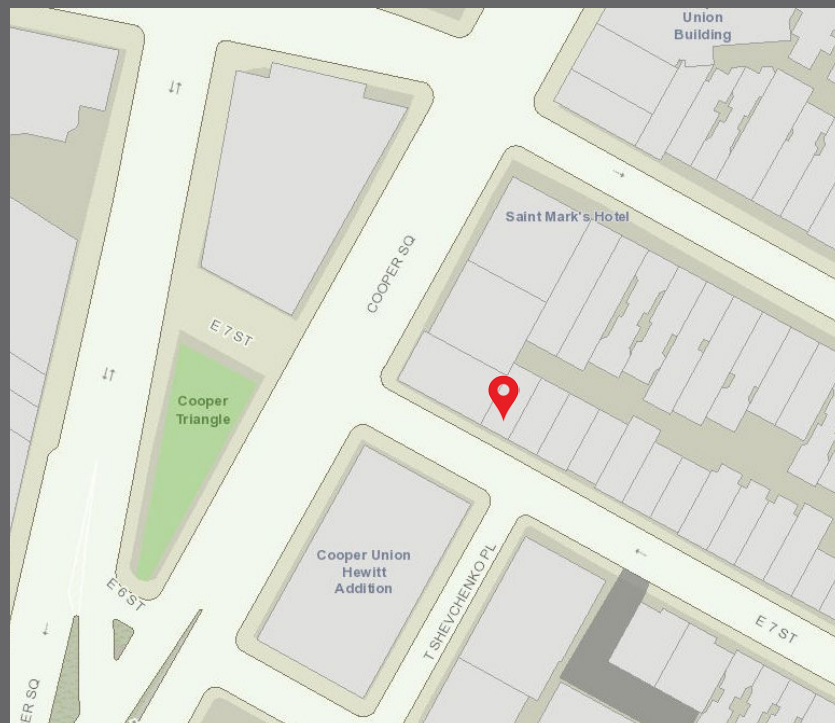 Union
Building
Saint Mark's Hotel
COOPER SQ
E 7 ST
Cooper
Triangle
Cooper Union
Hewitt
Addition
T SHEVCHENKO PL
E 6 ST
E 7 ST
ER SQ